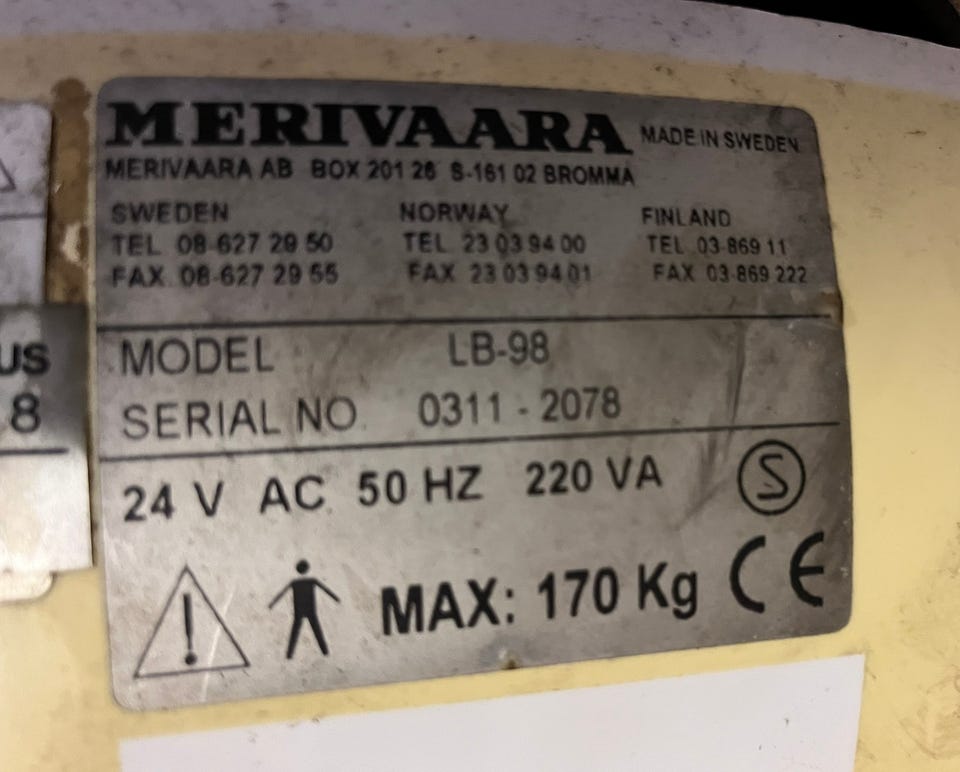 MERIVAARA MADE IN SWEDEN
MERIVAARA AB BOX 201 26 S-161 02 BROMMA
SWEDEN NORWAY FINLAND
TEL 08-627 29 50 TEL 23 03 94 00 TEL 03-869 11
FAX 08-627 29 55 FAX 23 03 94 01 FAX 03-869 222
MODEL LB-98
SERIAL NO. 0311 - 2078
24 V AC 50 HZ 220 VA S
MAX: 170 Kg CE
US
8